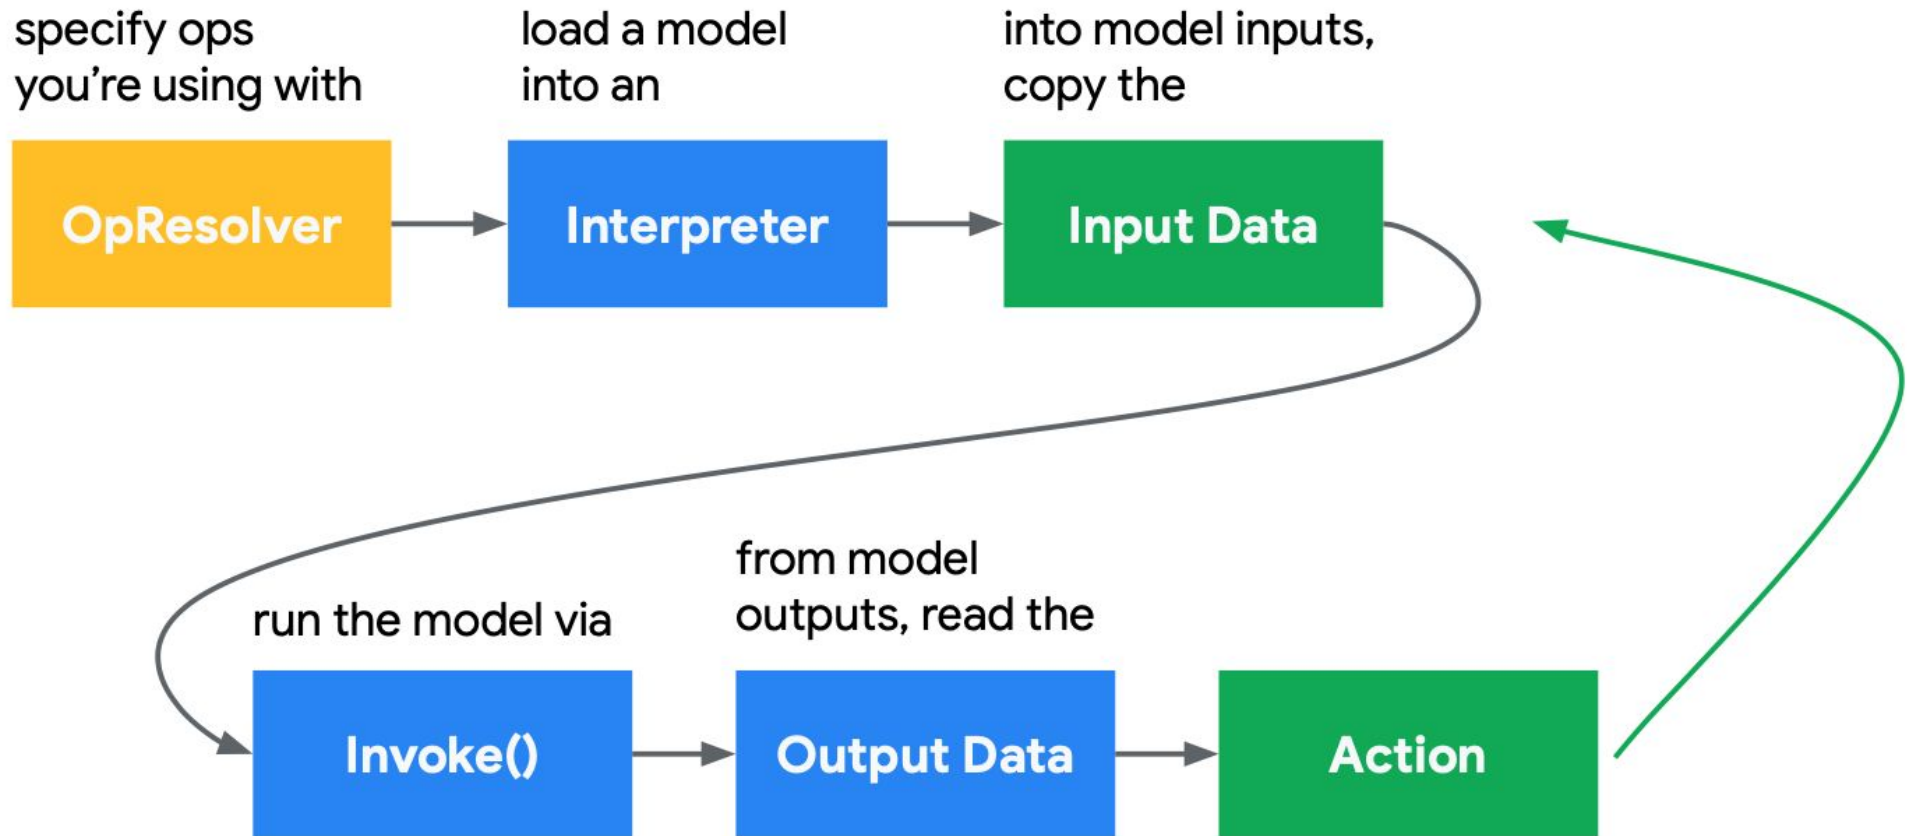 specify ops
you’re using with
OpResolver
load a model
into an
Interpreter
into model inputs,
copy the
Input Data
run the model via
Invoke()
from model
outputs, read the
Output Data
Action